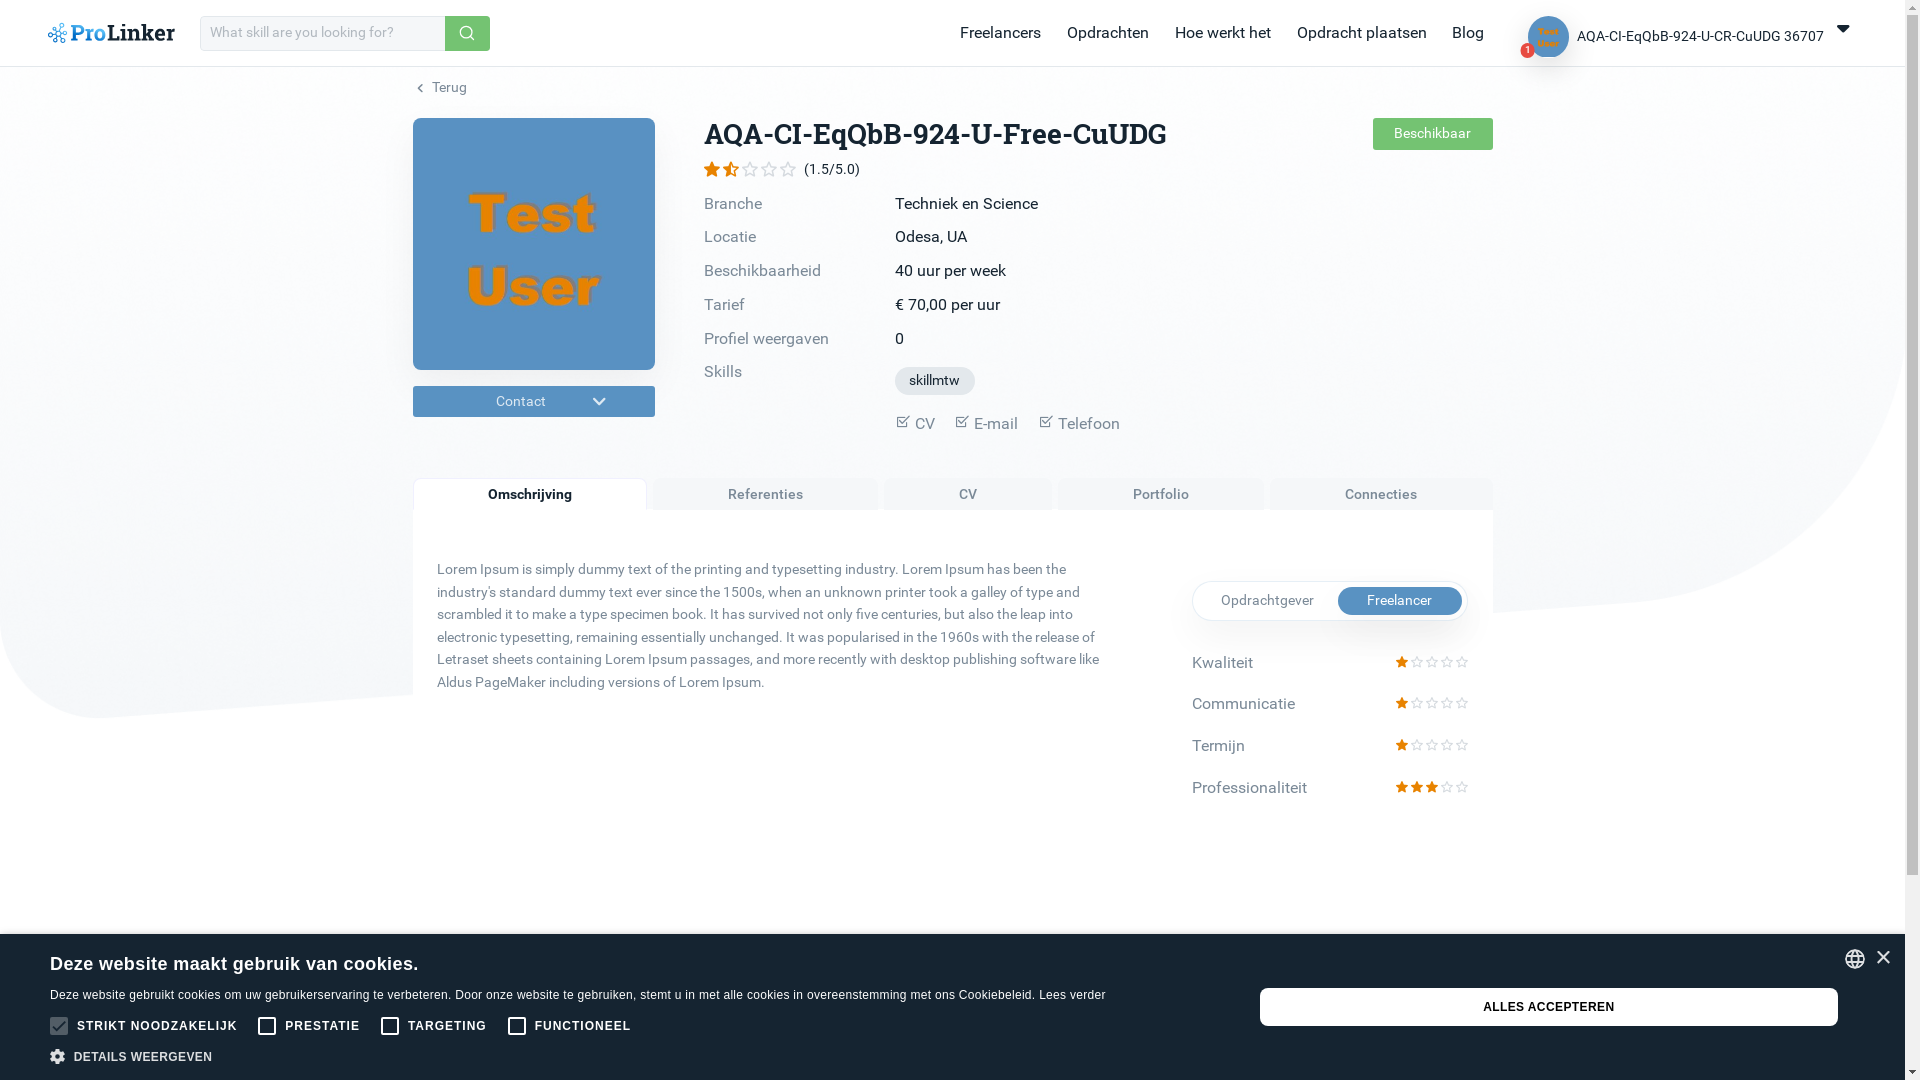 ProLinker
What skill are you looking for?
Freelancers
Opdrachten
Hoe werkt het
Opdracht plaatsen
Blog
Test
User
1
AQA-CI-EqQbB-924-U-CR-CuUDG 36707
Terug
Test
User
AQA-CI-EqQbB-924-U-Free-CuUDG
Beschikbaar
(1.5/5.0)
Branche
Techniek en Science
Locatie
Odesa, UA
Beschikbaarheid
40 uur per week
Tarief
€ 70,00 per uur
Profiel weergaven
0
Skills
skillmtw
Contact
CV
E-mail
Telefoon
Omschrijving
Referenties
CV
Portfolio
Connecties
Lorem Ipsum is simply dummy text of the printing and typesetting industry. Lorem Ipsum has been the
industry's standard dummy text ever since the 1500s, when an unknown printer took a galley of type and
scrambled it to make a type specimen book. It has survived not only five centuries, but also the leap into
electronic typesetting, remaining essentially unchanged. It was popularised in the 1960s with the release of
Letraset sheets containing Lorem Ipsum passages, and more recently with desktop publishing software like
Aldus PageMaker including versions of Lorem Ipsum.
Opdrachtgever
Freelancer
Kwaliteit
Communicatie
Termijn
Professionaliteit
Deze website maakt gebruik van cookies.
Deze website gebruikt cookies om uw gebruikerservaring te verbeteren. Door onze website te gebruiken, stemt u in met alle cookies in overeenstemming met ons Cookiebeleid. Lees verder
STRIKT NOODZAKELIJK
PRESTATIE
TARGETING
FUNCTIONEEL
DETAILS WEERGEVEN
ALLES ACCEPTEREN